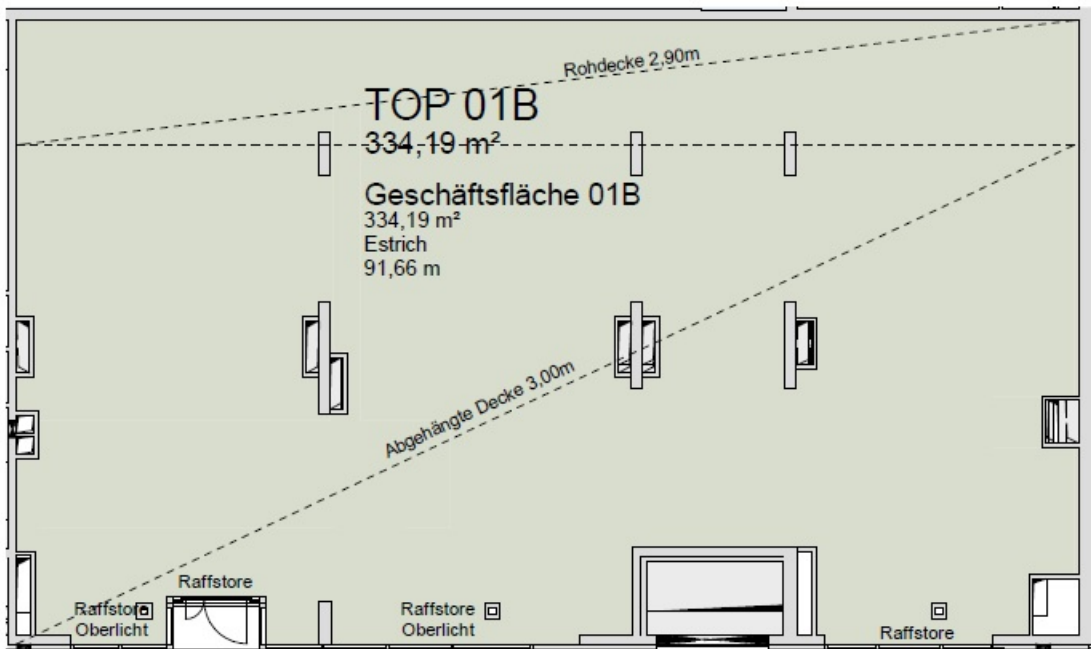 Rohdecke 2,90m
TOP 01B
334,19 m²
Geschäftsfläche 01B
334,19 m²
Estrich
91,66 m
Abgehängte Decke 3,00m
Raffstore
Raffstore
Oberlicht
Raffstore
Oberlicht
Raffstore